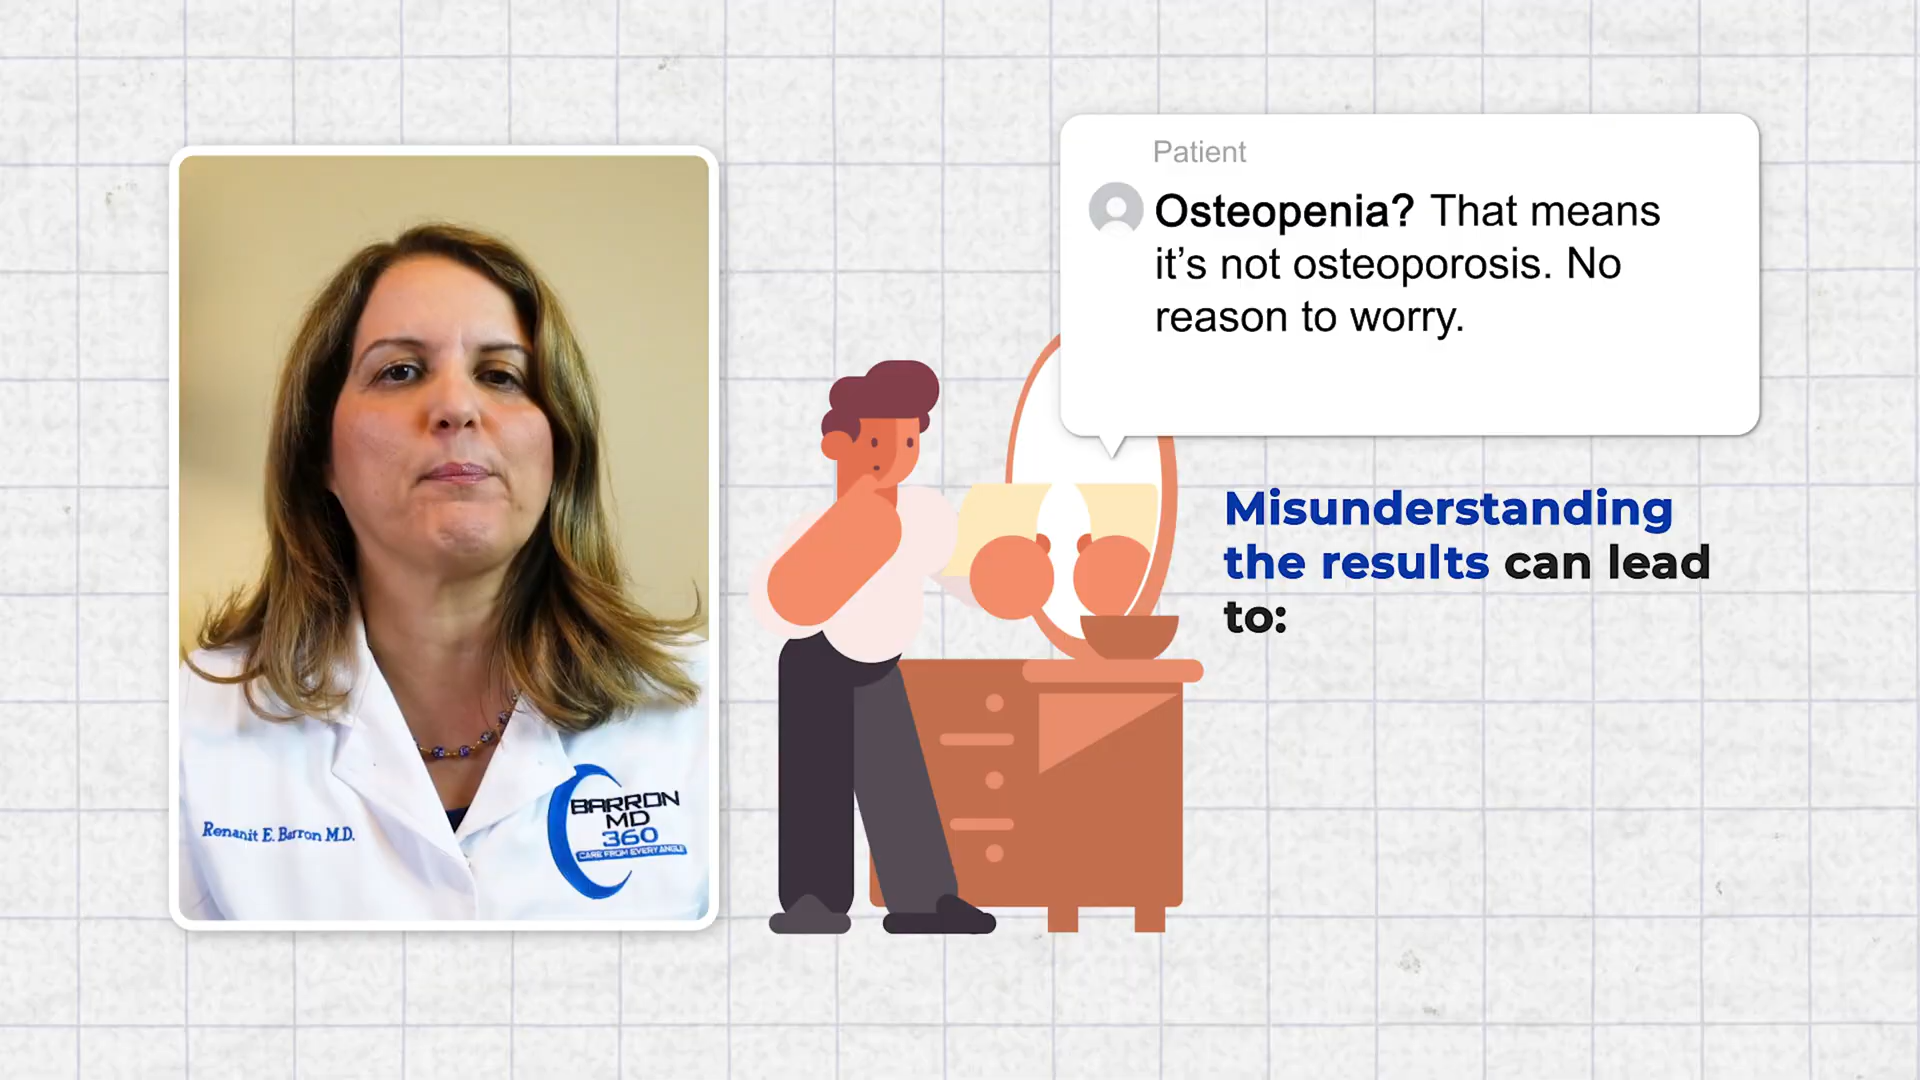 Patient
Osteopenia? That means
it’s not osteoporosis. No
reason to worry.
Misunderstanding
the results can lead
to:
Renanit E. Barron M.D.
BARRON
MD
360
CARE FROM EVERY ANGLE